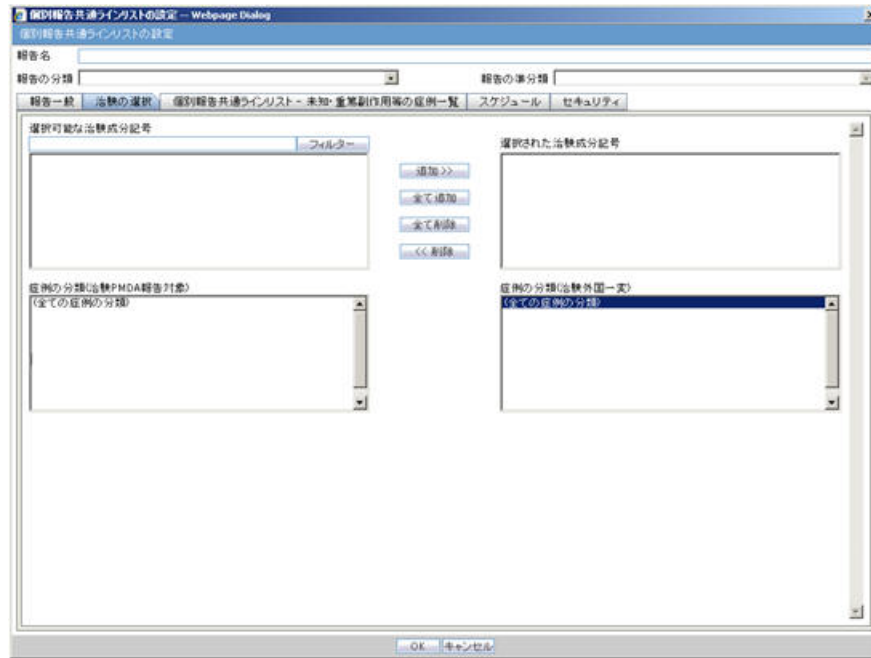 個別報告共通ラインリストの設定 -- Webpage Dialog
個別報告共通ラインリストの設定
報告名
報告の分類
報告の準分類
報告一般 治験の選択 個別報告共通ラインリスト - 未知・重篤副作用等の症例一覧 スケジュール セキュリティ
選択可能な治験成分記号
フィルター
選択された治験成分記号
追加 >>
全て追加
全て削除
<< 削除
症例の分類(治験PMDA報告対象)
(全ての症例の分類)
症例の分類(治験外国一変)
(全ての症例の分類)
OK キャンセル